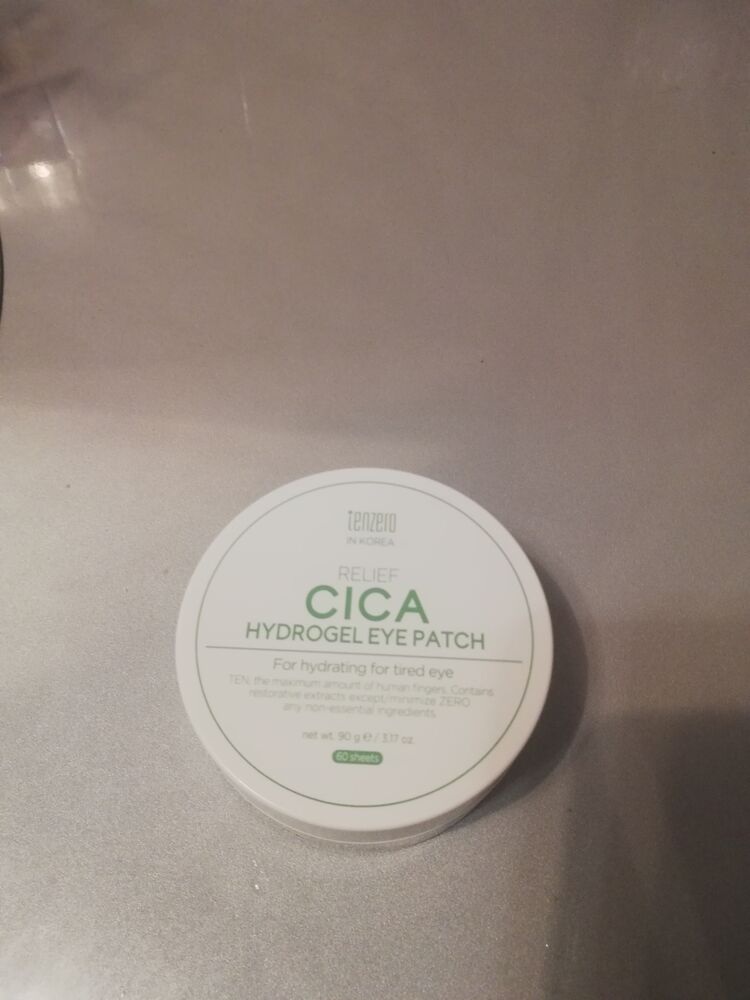 tenzero
IN KOREA
RELIEF
CICA
HYDROGEL EYE PATCH
For hydrating for tired eye
TEN: the maximum amount of human fingers. Contains
restorative extracts except/minimize ZERO
any non-essential ingredients.
net wt. 90 g ℮ / 3.17 oz.
60 sheets